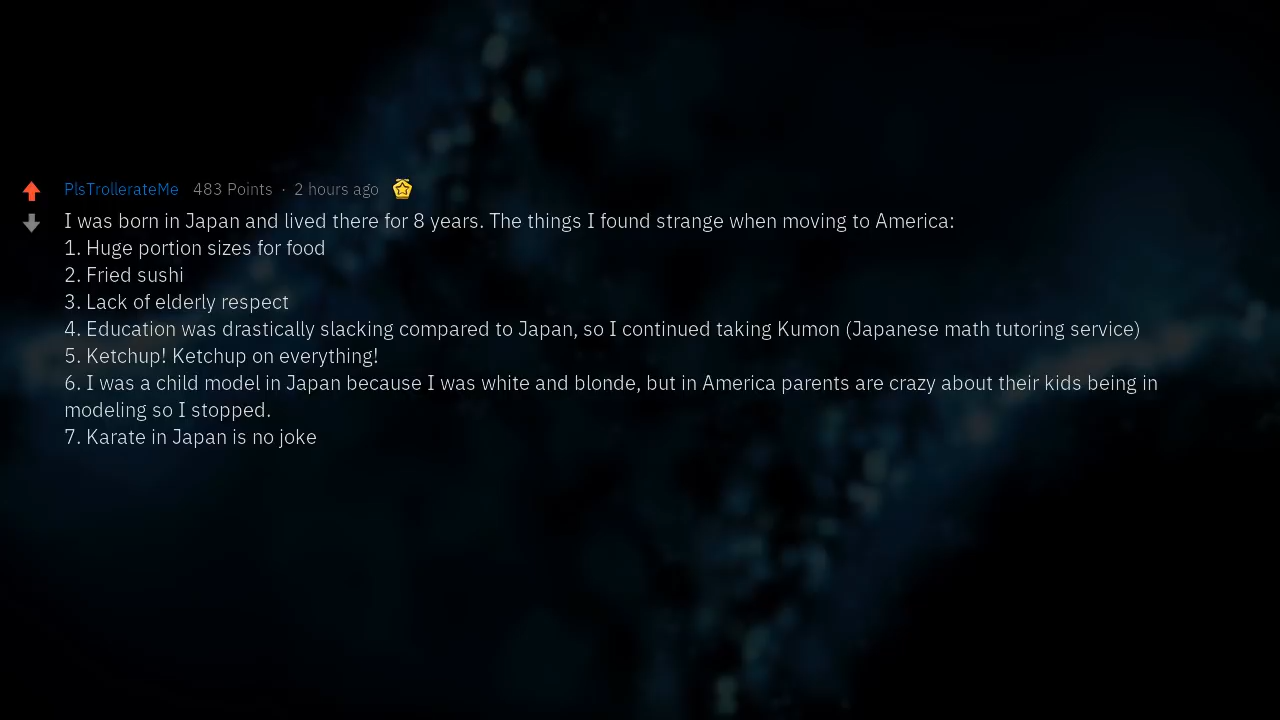 PlsTrollerateMe 483 Points · 2 hours ago
I was born in Japan and lived there for 8 years. The things I found strange when moving to America:
1. Huge portion sizes for food
2. Fried sushi
3. Lack of elderly respect
4. Education was drastically slacking compared to Japan, so I continued taking Kumon (Japanese math tutoring service)
5. Ketchup! Ketchup on everything!
6. I was a child model in Japan because I was white and blonde, but in America parents are crazy about their kids being in
modeling so I stopped.
7. Karate in Japan is no joke